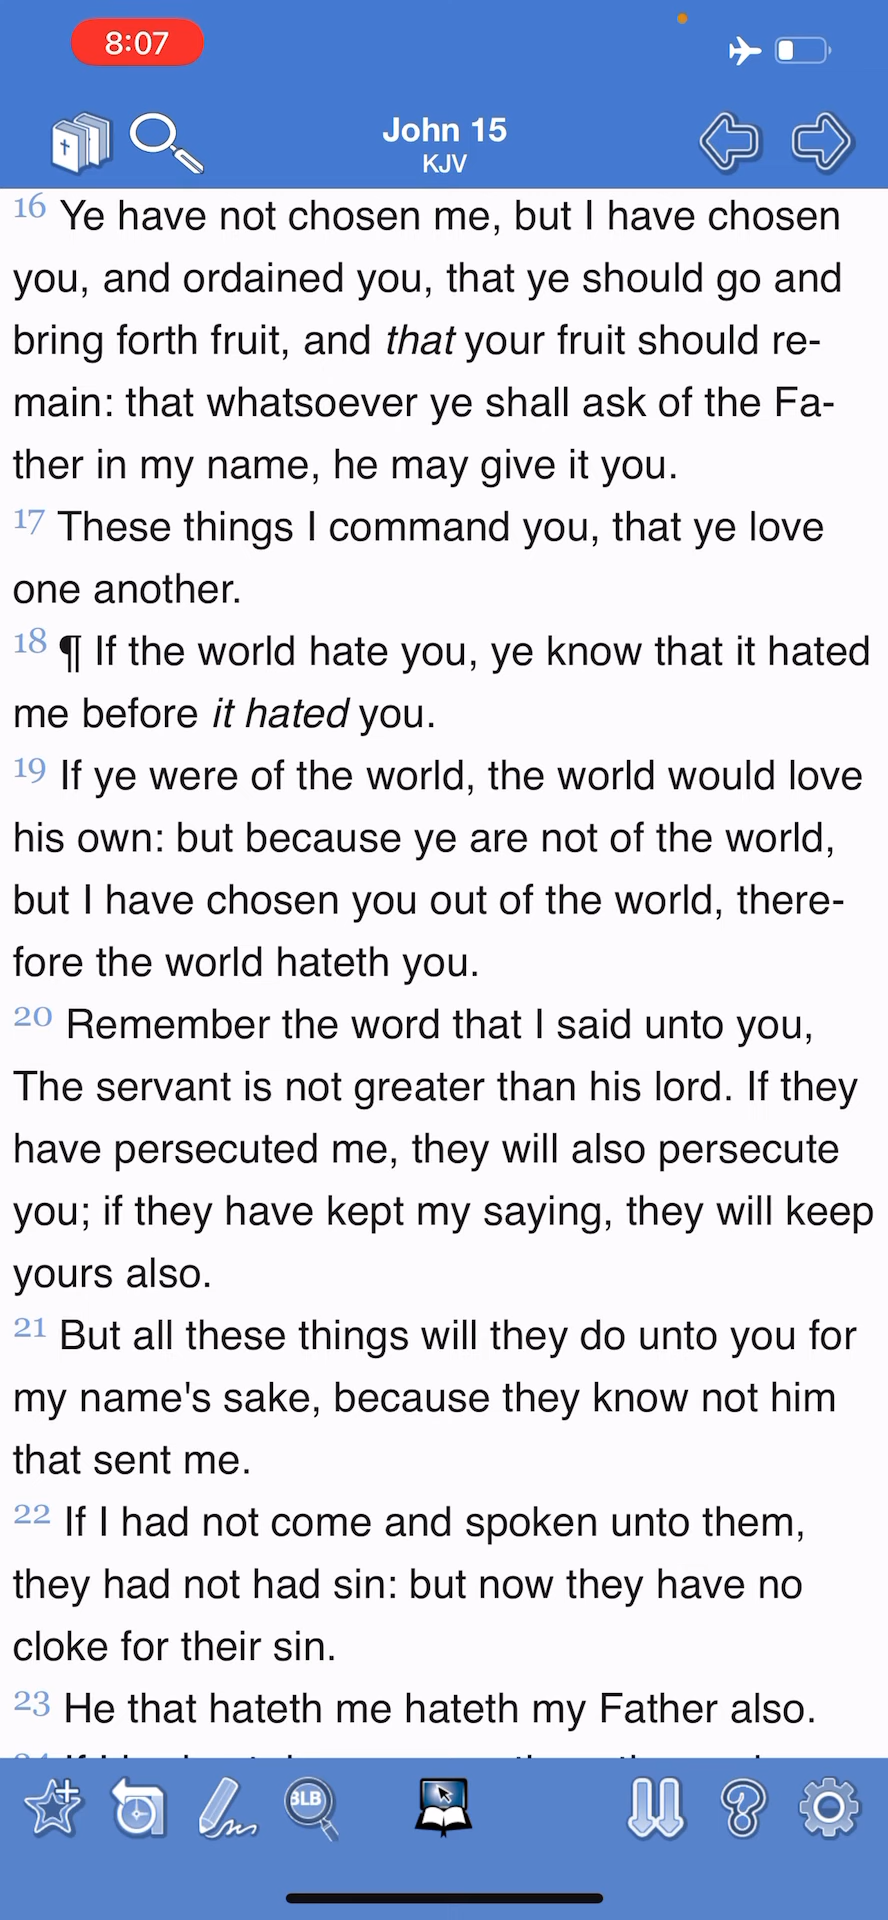 8:07
John 15
KJV
16 Ye have not chosen me, but I have chosen
you, and ordained you, that ye should go and
bring forth fruit, and that your fruit should re-
main: that whatsoever ye shall ask of the Fa-
ther in my name, he may give it you.
17 These things I command you, that ye love
one another.
18 ¶ If the world hate you, ye know that it hated
me before it hated you.
19 If ye were of the world, the world would love
his own: but because ye are not of the world,
but I have chosen you out of the world, there-
fore the world hateth you.
20 Remember the word that I said unto you,
The servant is not greater than his lord. If they
have persecuted me, they will also persecute
you; if they have kept my saying, they will keep
yours also.
21 But all these things will they do unto you for
my name's sake, because they know not him
that sent me.
22 If I had not come and spoken unto them,
they had not had sin: but now they have no
cloke for their sin.
23 He that hateth me hateth my Father also.
BLB